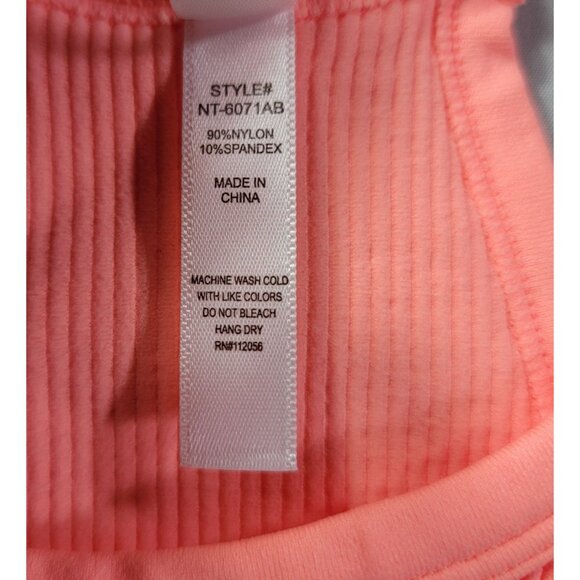 STYLE#
NT-6071AB
90%NYLON
10%SPANDEX
MADE IN
CHINA
MACHINE WASH COLD
WITH LIKE COLORS
DO NOT BLEACH
HANG DRY
RN#112056